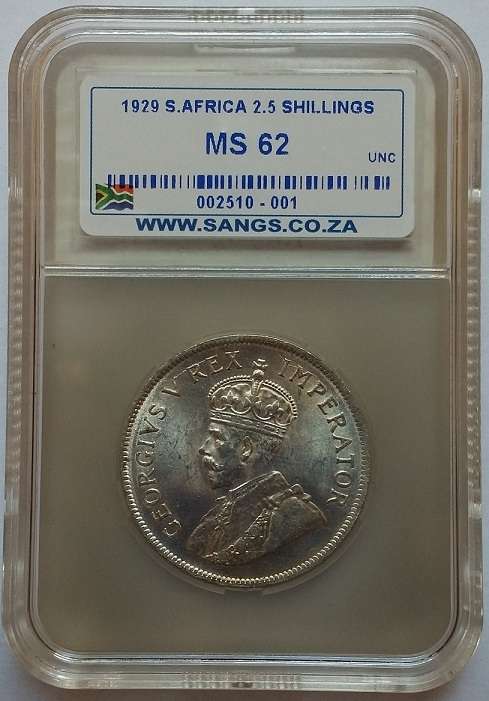 1929 S.AFRICA 2.5 SHILLINGS
MS 62
UNC
002510 - 001
WWW.SANGS.CO.ZA
GEORGIVS V REX IMPERATOR